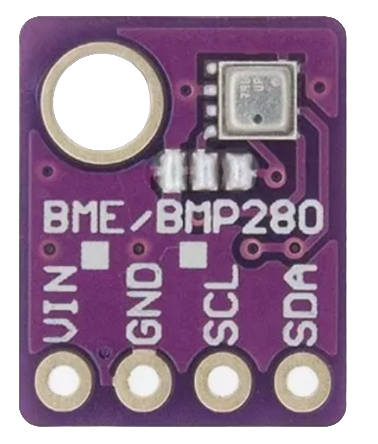 BME/BMP280
VIN
GND
SCL
SDA